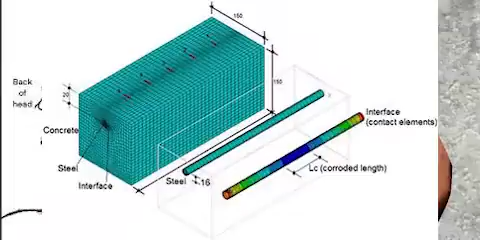 150
Back
of
head
20
150
Concrete
Interface
(contact elements)
Steel
Steel
16
Lc (corroded length)
Interface